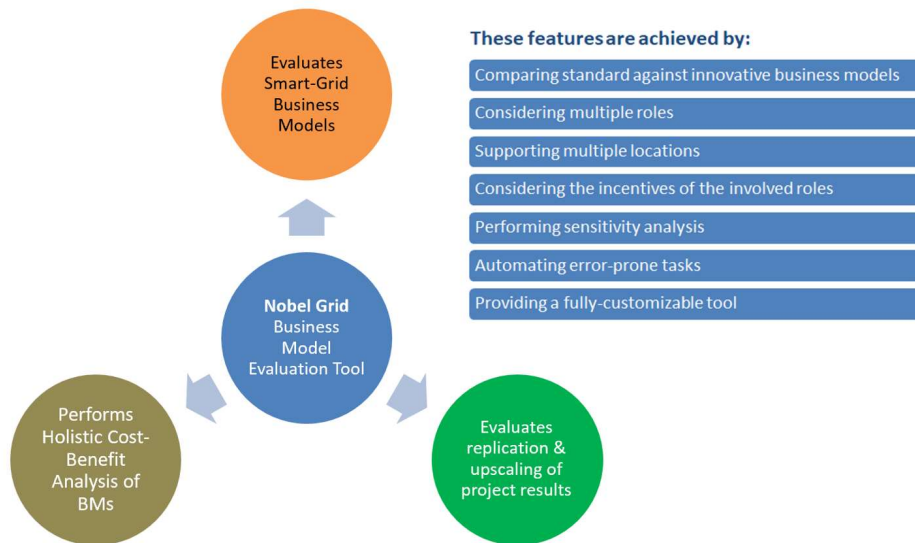 Evaluates
Smart-Grid
Business
Models
These features are achieved by:
Comparing standard against innovative business models
Considering multiple roles
Supporting multiple locations
Considering the incentives of the involved roles
Performing sensitivity analysis
Automating error-prone tasks
Providing a fully-customizable tool
Nobel Grid
Business
Model
Evaluation Tool
Performs
Holistic Cost-
Benefit
Analysis of
BMs
Evaluates
replication &
upscaling of
project results